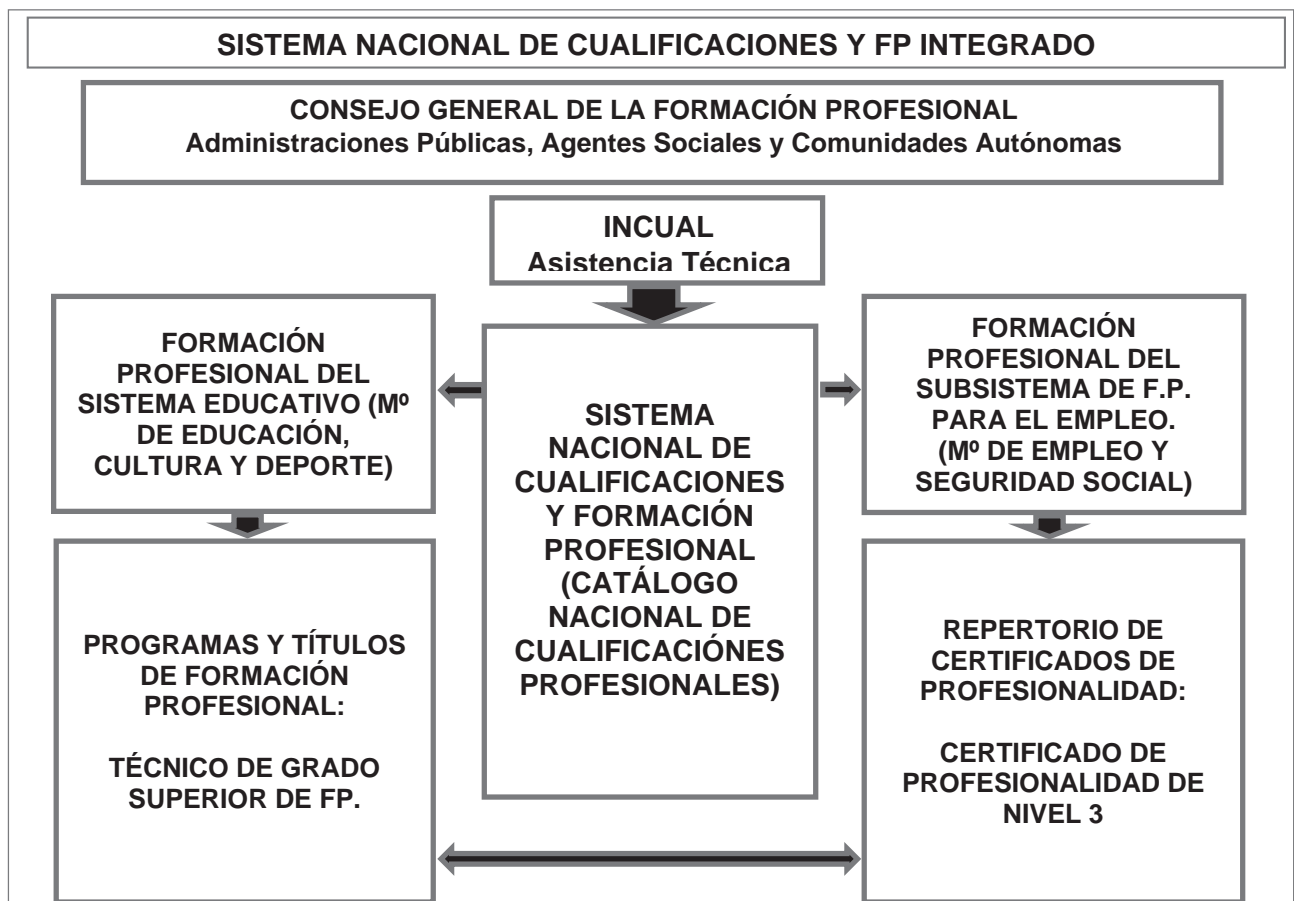 SISTEMA NACIONAL DE CUALIFICACIONES Y FP INTEGRADO
CONSEJO GENERAL DE LA FORMACIÓN PROFESIONAL
Administraciones Públicas, Agentes Sociales y Comunidades Autónomas
INCUAL
Asistencia Técnica
FORMACIÓN
PROFESIONAL DEL
SISTEMA EDUCATIVO (Mº
DE EDUCACIÓN,
CULTURA Y DEPORTE)
SISTEMA
NACIONAL DE
CUALIFICACIONES
Y FORMACIÓN
PROFESIONAL
(CATÁLOGO
NACIONAL DE
CUALIFICACIÓNES
PROFESIONALES)
FORMACIÓN
PROFESIONAL DEL
SUBSISTEMA DE F.P.
PARA EL EMPLEO.
(Mº DE EMPLEO Y
SEGURIDAD SOCIAL)
PROGRAMAS Y TÍTULOS
DE FORMACIÓN
PROFESIONAL:
TÉCNICO DE GRADO
SUPERIOR DE FP.
REPERTORIO DE
CERTIFICADOS DE
PROFESIONALIDAD:
CERTIFICADO DE
PROFESIONALIDAD DE
NIVEL 3